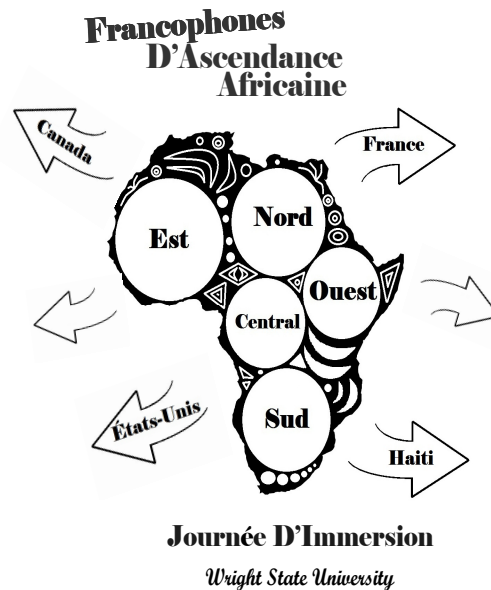 Francophones
D'Ascendance
Africaine
Canada
France
Est
Nord
Ouest
Central
Sud
États-Unis
Haiti
Journée D'Immersion
Wright State University